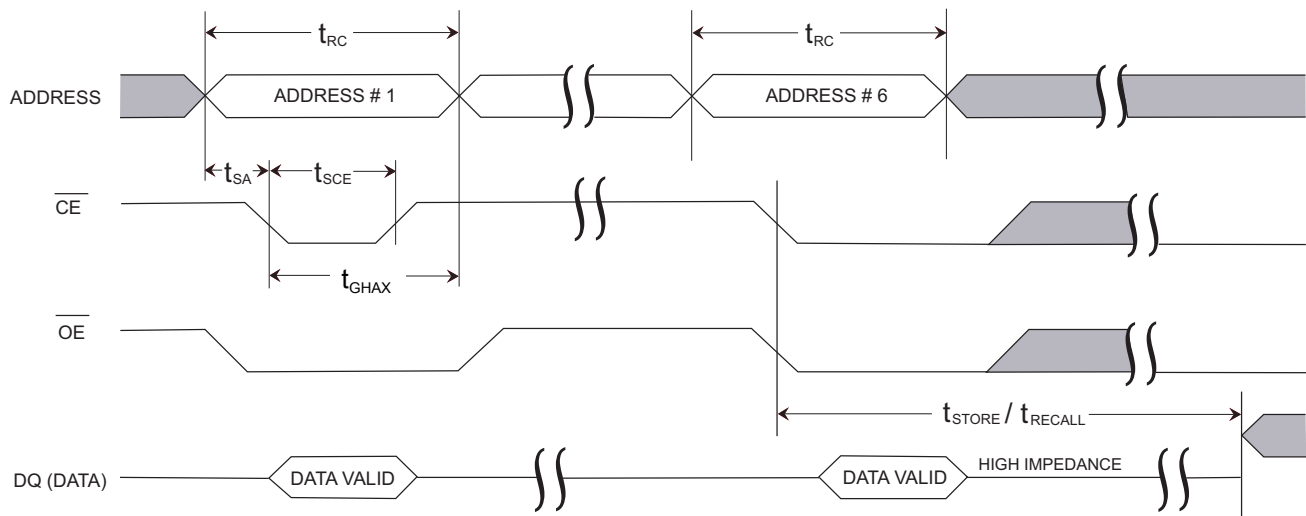 tRC
tRC
ADDRESS
ADDRESS # 1
ADDRESS # 6
tSA
tSCE
CE
tGHAX
OE
tSTORE / tRECALL
DQ (DATA)
DATA VALID
DATA VALID
HIGH IMPEDANCE